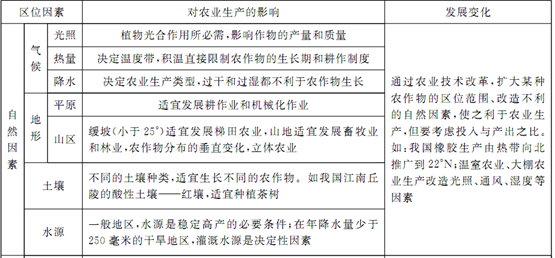 区位因素 对农业生产的影响 发展变化
自然因素
气候
光照 植物光合作用所必需,影响作物的产量和质量
热量 决定温度带,积温直接限制农作物的生长期和耕作制度
降水 决定农业生产类型,过干和过湿都不利于农作物生长
地形
平原 适宜发展耕作业和机械化作业
山区 缓坡(小于25°)适宜发展梯田农业,山地适宜发展畜牧业
和林业,农作物分布的垂直变化,立体农业
土壤 不同的土壤种类,适宜生长不同的农作物。如我国江南丘
陵的酸性土壤——红壤,适宜种植茶树
水源 一般地区,水源是稳定高产的必要条件;在年降水量少于
250毫米的干旱地区,灌溉水源是决定性因素
通过农业技术改革,扩大某种
农作物的区位范围、改造不利
的自然因素,使之利于农业生
产,但要考虑投入与产出之比。
如:我国橡胶生产由热带向北
推广到22°N;温室农业、大棚农
业生产改造光照、通风、湿度等
因素